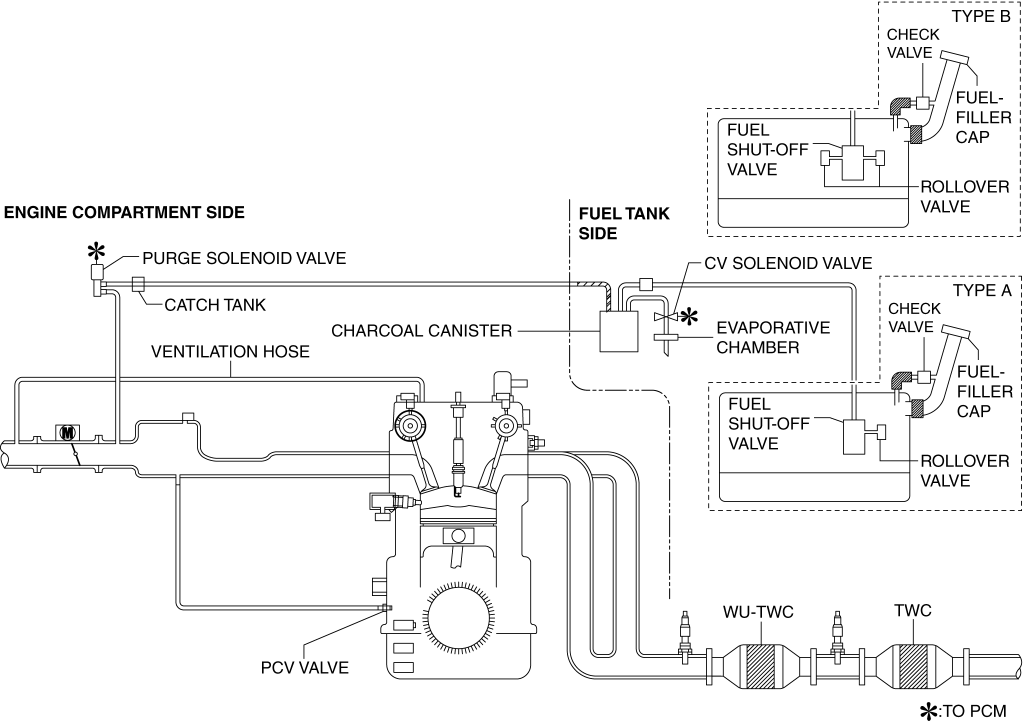 TYPE B
CHECK
VALVE
FUEL-
FILLER
CAP
FUEL
SHUT-OFF
VALVE
ROLLOVER
VALVE
ENGINE COMPARTMENT SIDE
FUEL TANK
SIDE
*
PURGE SOLENOID VALVE
CATCH TANK
CV SOLENOID VALVE
*
CHARCOAL CANISTER
EVAPORATIVE
CHAMBER
VENTILATION HOSE
TYPE A
CHECK
VALVE
FUEL-
FILLER
CAP
FUEL
SHUT-OFF
VALVE
ROLLOVER
VALVE
M
PCV VALVE
WU-TWC
TWC
*:TO PCM